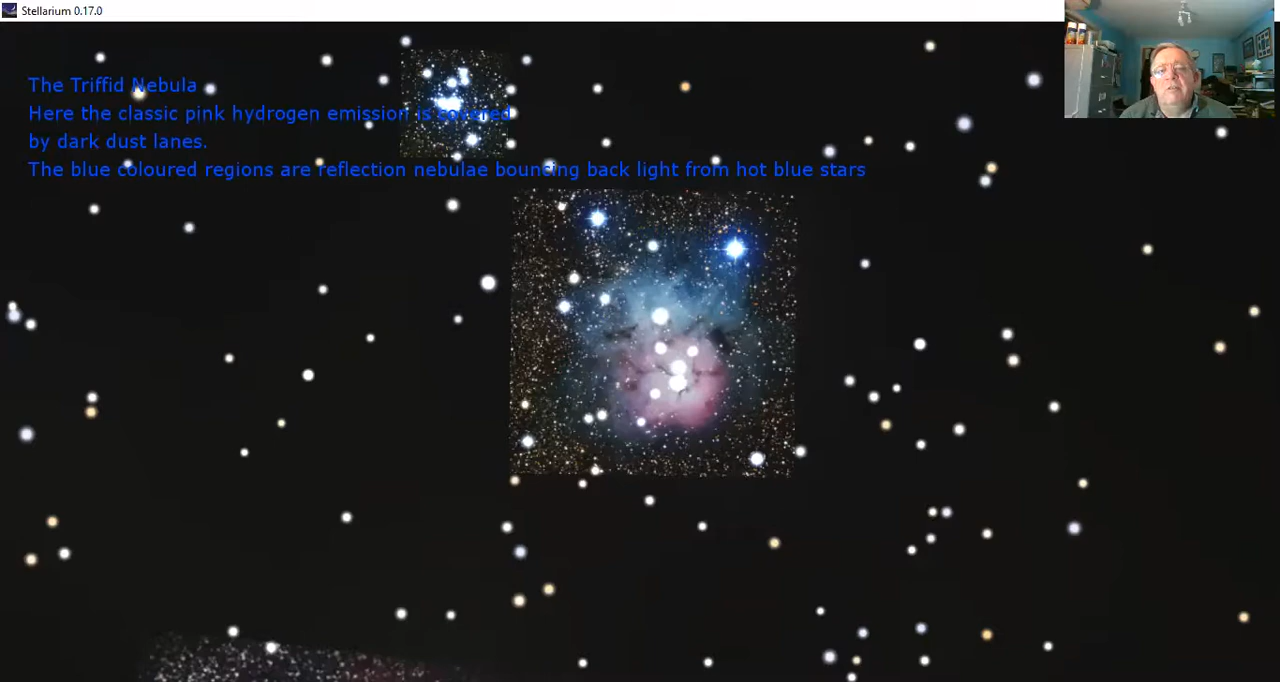 Stellarium 0.17.0
The Triffid Nebula
Here the classic pink hydrogen emission is covered
by dark dust lanes.
The blue coloured regions are reflection nebulae bouncing back light from hot blue stars